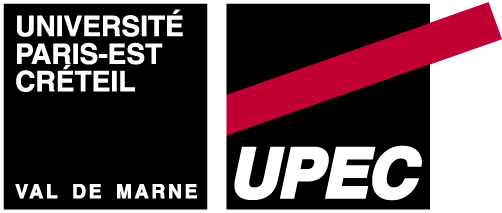 UNIVERSITÉ
PARIS-EST
CRÉTEIL
VAL DE MARNE
UPEC